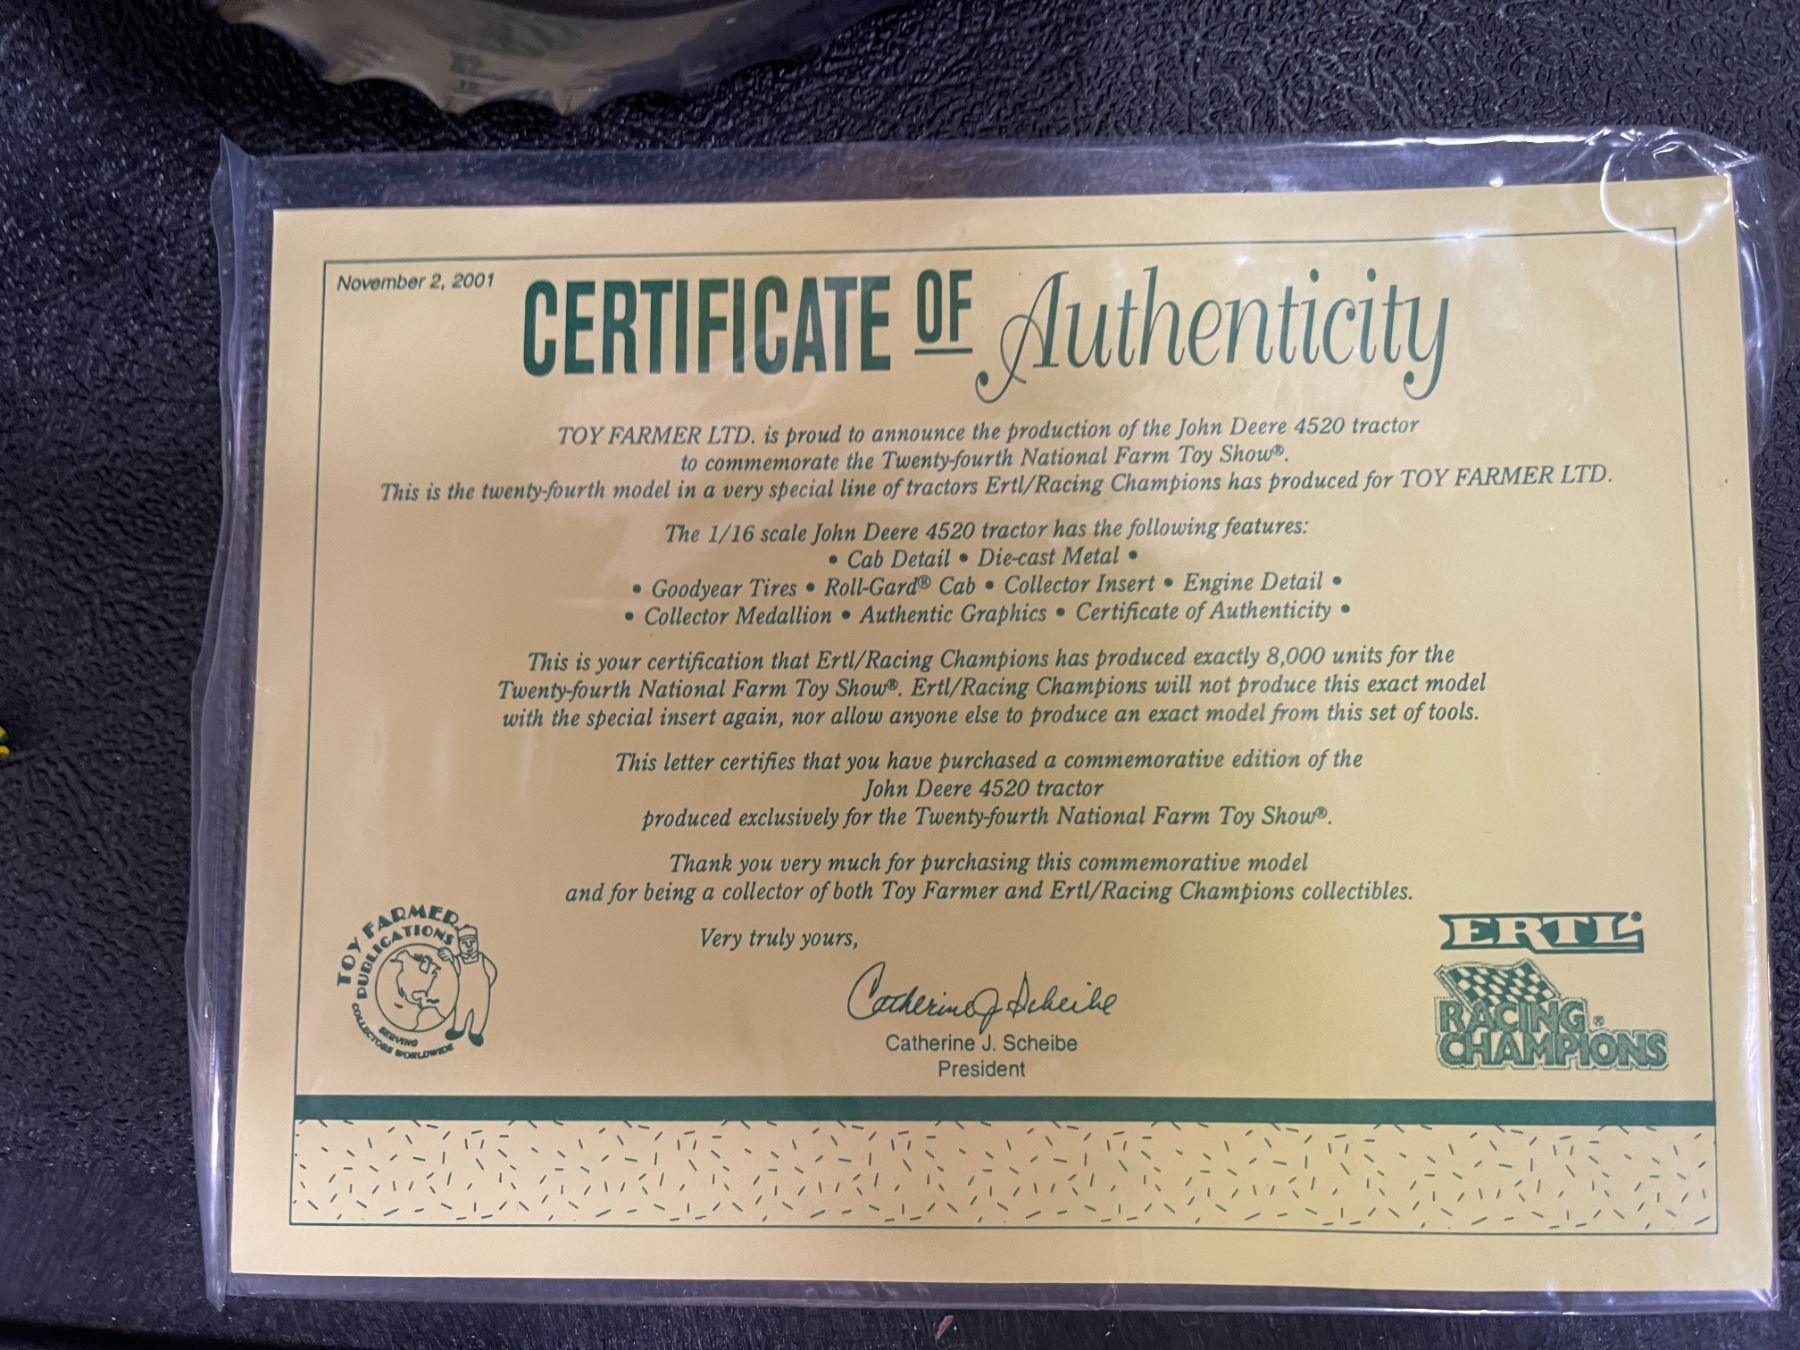 November 2, 2001
CERTIFICATE OF Authenticity
TOY FARMER LTD. is proud to announce the production of the John Deere 4520 tractor
to commemorate the Twenty-fourth National Farm Toy Show®.
This is the twenty-fourth model in a very special line of tractors Ertl/Racing Champions has produced for TOY FARMER LTD.
The 1/16 scale John Deere 4520 tractor has the following features:
• Cab Detail • Die-cast Metal •
• Goodyear Tires • Roll-Gard® Cab • Collector Insert • Engine Detail •
• Collector Medallion • Authentic Graphics • Certificate of Authenticity •
This is your certification that Ertl/Racing Champions has produced exactly 8,000 units for the
Twenty-fourth National Farm Toy Show®. Ertl/Racing Champions will not produce this exact model
with the special insert again, nor allow anyone else to produce an exact model from this set of tools.
This letter certifies that you have purchased a commemorative edition of the
John Deere 4520 tractor
produced exclusively for the Twenty-fourth National Farm Toy Show®.
Thank you very much for purchasing this commemorative model
and for being a collector of both Toy Farmer and Ertl/Racing Champions collectibles.
Very truly yours,
Catherine J Scheibe
Catherine J. Scheibe
President
TOY FARMER
PUBLICATIONS
SERVING
COLLECTORS WORLDWIDE
ERTL®
RACING ®
CHAMPIONS